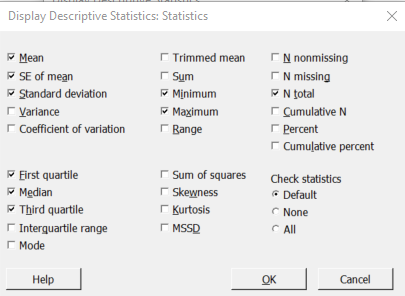 Display Descriptive Statistics: Statistics
Mean
SE of mean
Standard deviation
Variance
Coefficient of variation
First quartile
Median
Third quartile
Interquartile range
Mode
Trimmed mean
Sum
Minimum
Maximum
Range
Sum of squares
Skewness
Kurtosis
MSSD
N nonmissing
N missing
N total
Cumulative N
Percent
Cumulative percent
Check statistics
Default
None
All
Help
OK
Cancel